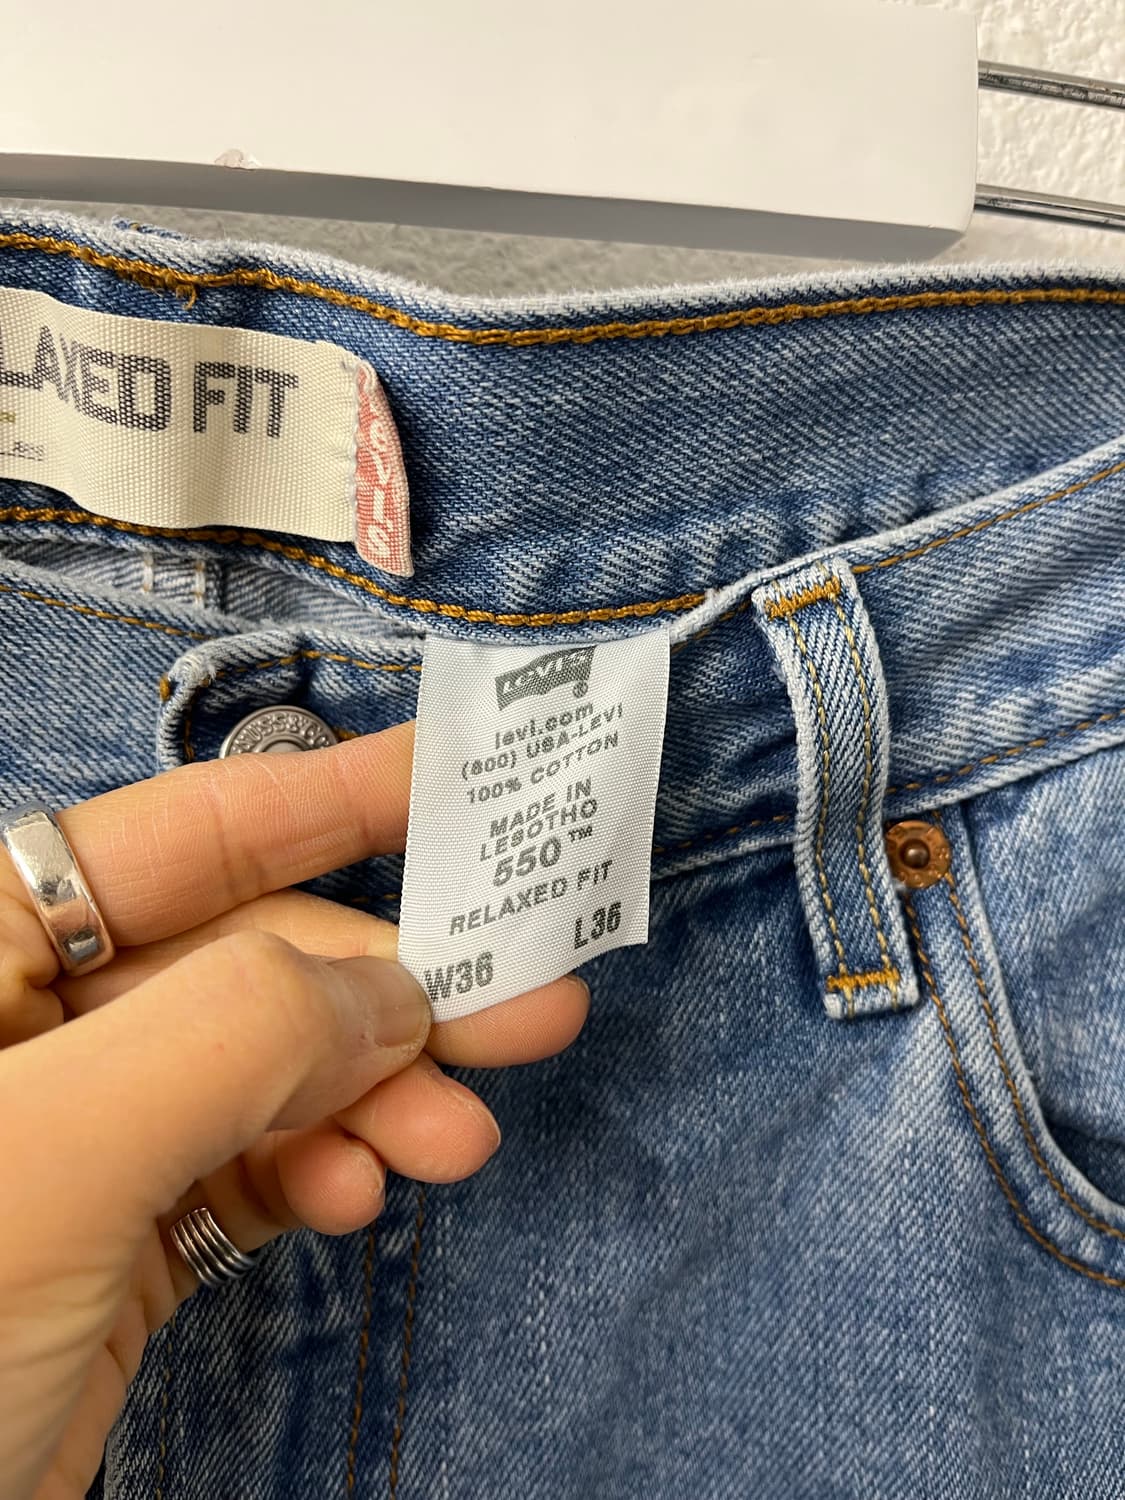 LAXED FIT
Levi's
LEVI'S
®
levi.com
(800) USA-LEVI
100% COTTON
MADE IN
LESOTHO
550™
RELAXED FIT
W36 L36